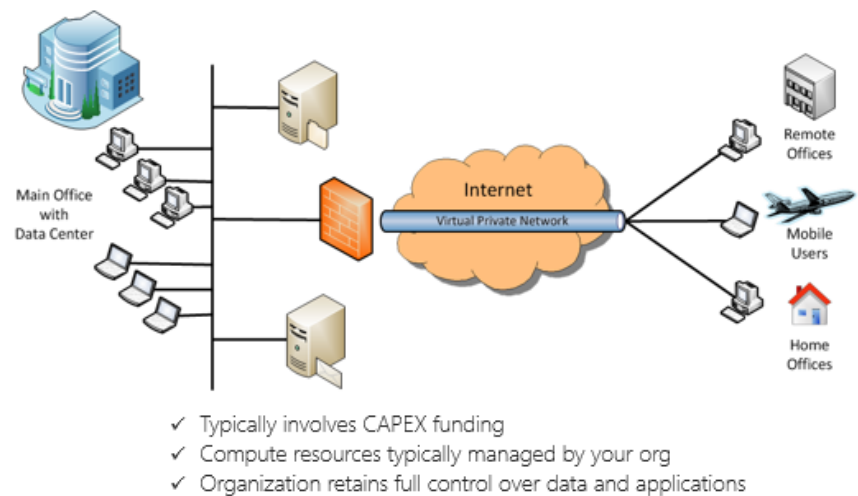 Main Office
with
Data Center
Internet
Virtual Private Network
Remote
Offices
Mobile
Users
Home
Offices
✓ Typically involves CAPEX funding
✓ Compute resources typically managed by your org
✓ Organization retains full control over data and applications